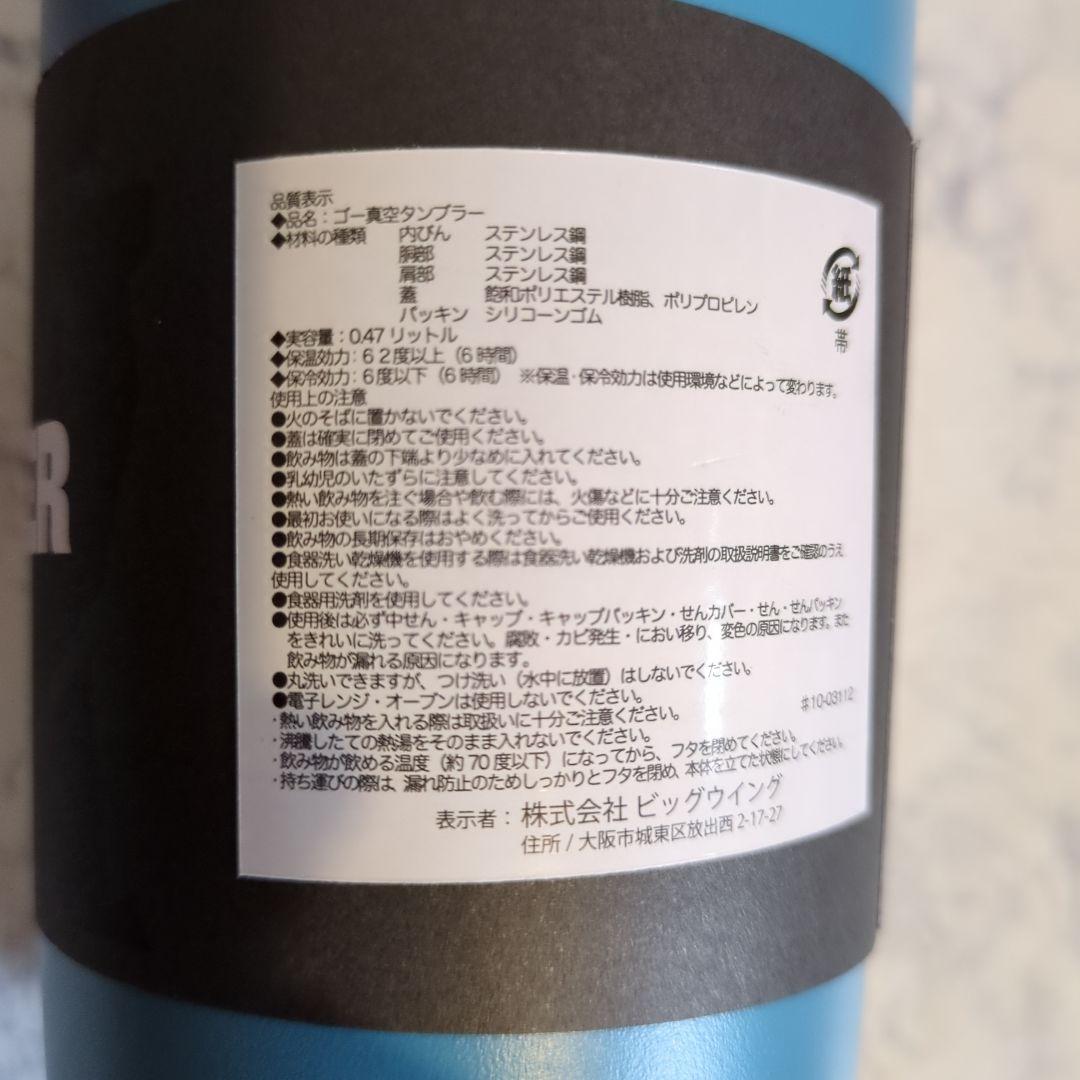 品質表示
◆品名：ゴー真空タンブラー
◆材料の種類 内びん ステンレス鋼
胴部 ステンレス鋼
肩部 ステンレス鋼
蓋 飽和ポリエステル樹脂、ポリプロピレン
パッキン シリコーンゴム
◆実容量：0.47リットル
◆保温効力：６２度以上（６時間）
◆保冷効力：６度以下（６時間） ※保温・保冷効力は使用環境などによって変わります。
使用上の注意
●火のそばに置かないでください。
●蓋は確実に閉めてご使用ください。
●飲み物は蓋の下端より少なめに入れてください。
●乳幼児のいたずらに注意してください。
●熱い飲み物を注ぐ場合や飲む際には、火傷などに十分ご注意ください。
●最初お使いになる際はよく洗ってからご使用ください。
●飲み物の長期保存はおやめください。
●食器洗い乾燥機を使用する際は食器洗い乾燥機および洗剤の取扱説明書をご確認のうえ
使用してください。
●食器用洗剤を使用してください。
●使用後は必ず中せん・キャップ・キャップパッキン・せんカバー・せん・せんパッキン
をきれいに洗ってください。腐敗・カビ発生・におい移り、変色の原因になります。また
飲み物が漏れる原因になります。
●丸洗いできますが、つけ洗い（水中に放置）はしないでください。
●電子レンジ・オーブンは使用しないでください。
・熱い飲み物を入れる際は取扱いに十分ご注意ください。
・沸騰したての熱湯をそのまま入れないでください。
・飲み物が飲める温度（約70度以下）になってから、フタを閉めてください。
・持ち運びの際は、漏れ防止のためしっかりとフタを閉め、本体を立てた状態にしてください。
#10-03112
表示者：株式会社 ビッグウイング
住所 / 大阪市城東区放出西 2-17-27
紙
帯
ER